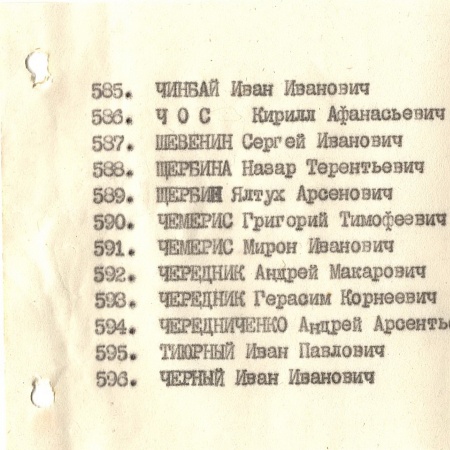 585. ЧИНБАЙ Иван Иванович
586. Ч О С Кирилл Афанасьевич
587. ШЕВЕНИН Сергей Иванович
588. ЩЕРБИНА Назар Терентьевич
589. ЩЕРБИН Ялтух Арсенович
590. ЧЕМЕРИС Григорий Тимофеевич
591. ЧЕМЕРИС Мирон Иванович
592. ЧЕРЕДНИК Андрей Макарович
593. ЧЕРЕДНИК Герасим Корнеевич
594. ЧЕРЕДНИЧЕНКО Андрей Арсенть
595. ТИЮРНЫЙ Иван Павлович
596. ЧЕРНЫЙ Иван Иванович